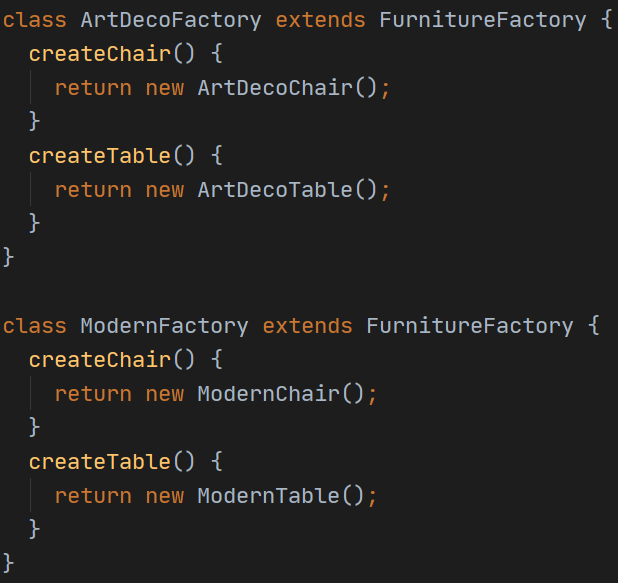 class ArtDecoFactory extends FurnitureFactory {
  createChair() {
    return new ArtDecoChair();
  }
  createTable() {
    return new ArtDecoTable();
  }
}

class ModernFactory extends FurnitureFactory {
  createChair() {
    return new ModernChair();
  }
  createTable() {
    return new ModernTable();
  }
}